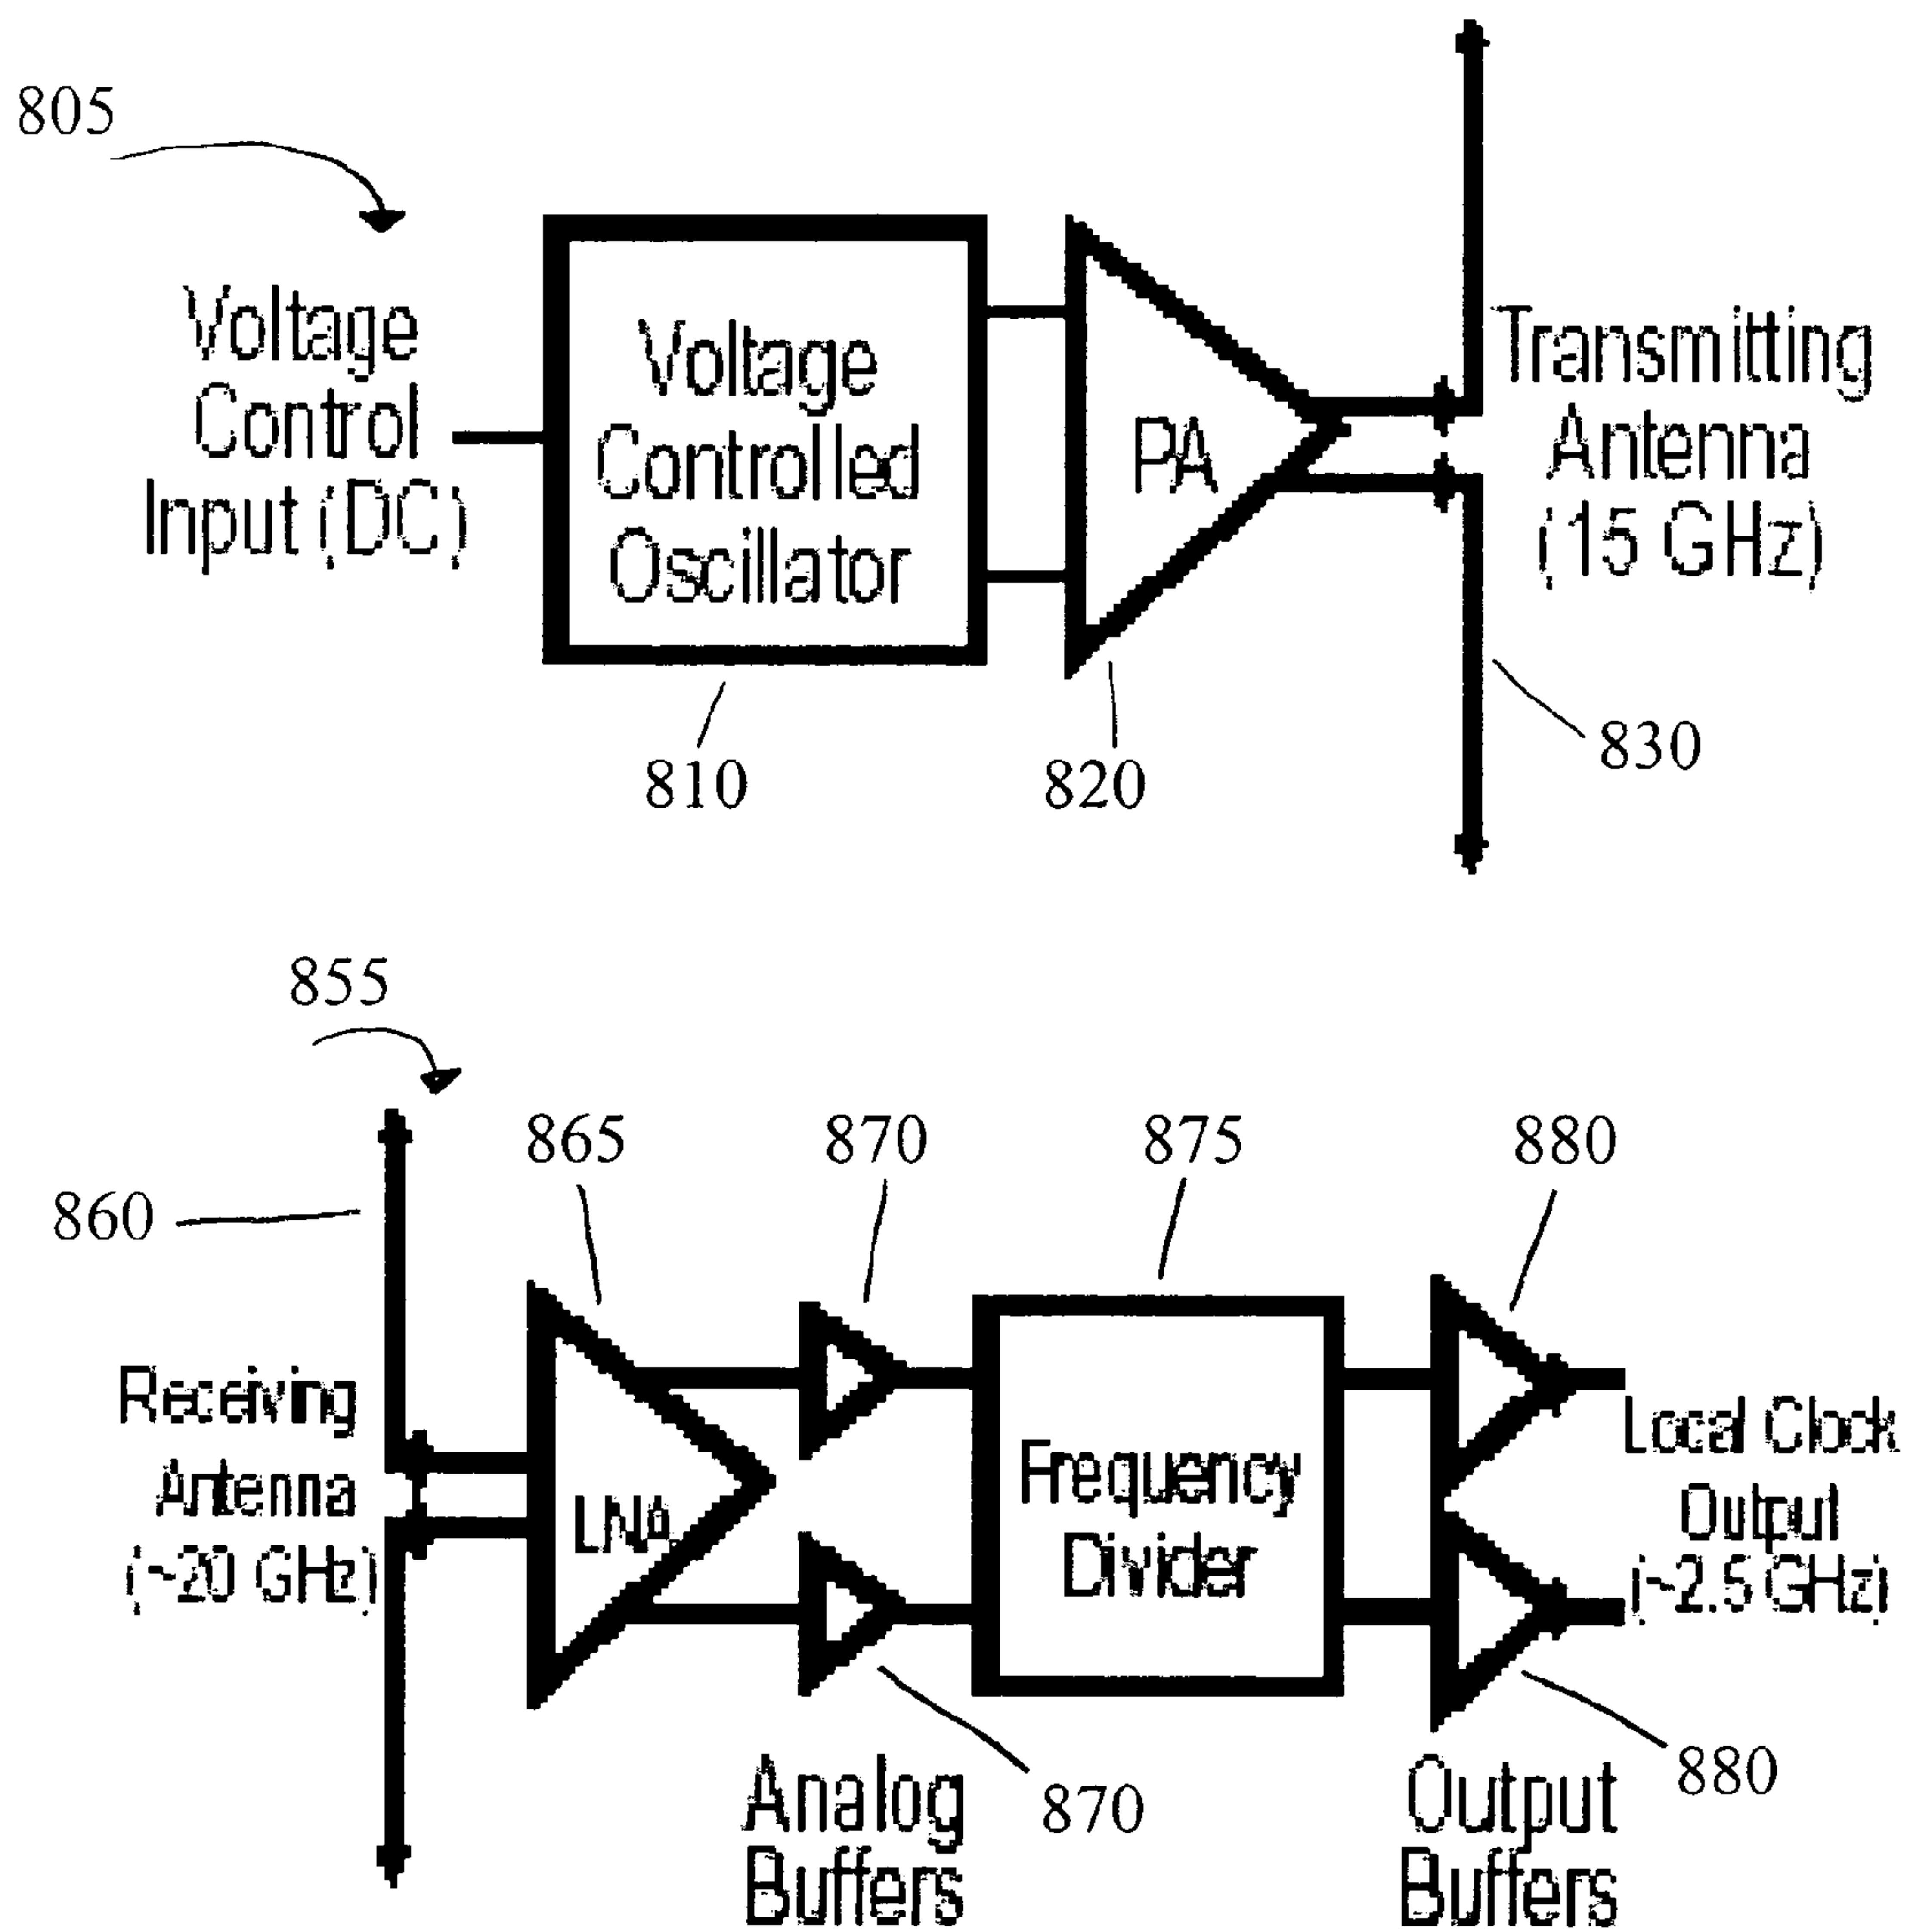 805
Voltage
Control
Input (DC)
Voltage
Controlled
Oscillator
PA
Transmitting
Antenna
(15 GHz)
810
820
830
855
860
865
870
875
880
Receiving
Antenna
(~20 GHz)
LNA
Frequency
Divider
Local Clock
Output
(~2.5 GHz)
Analog
Buffers
870
Output
Buffers
880